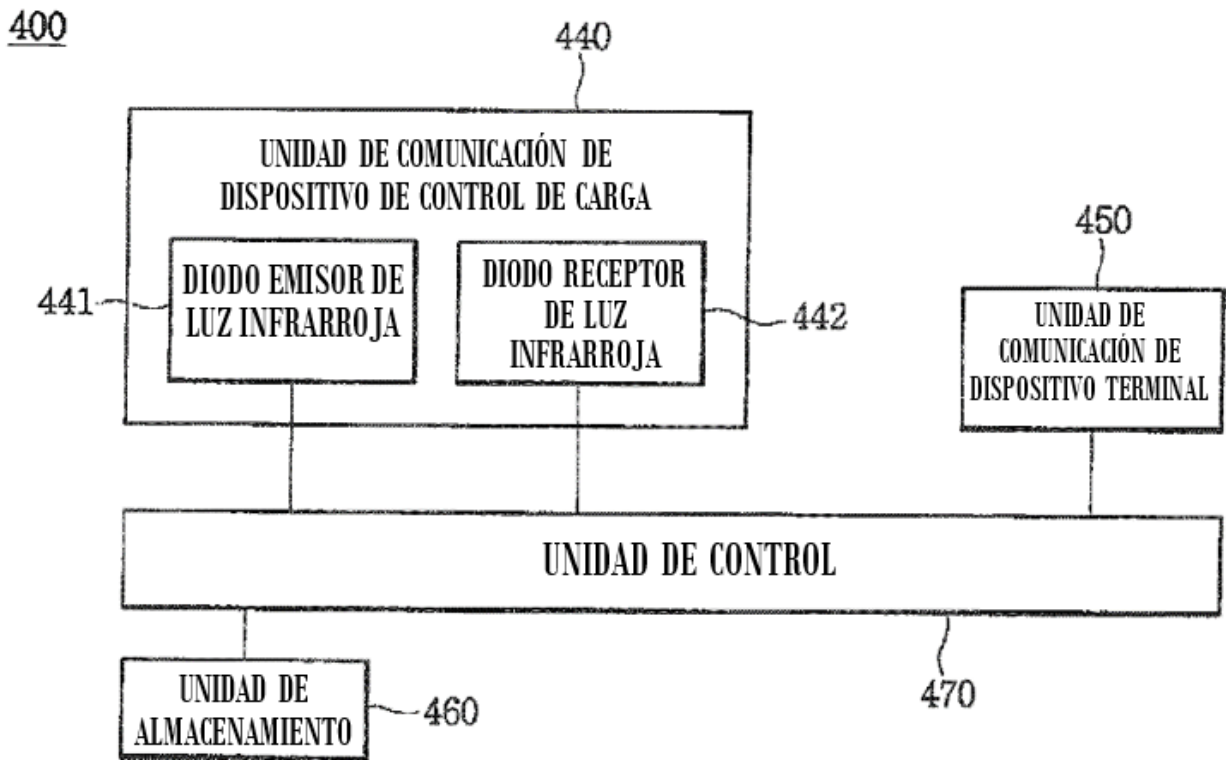 400
440
UNIDAD DE COMUNICACIÓN DE
DISPOSITIVO DE CONTROL DE CARGA
441
DIODO EMISOR DE
LUZ INFRARROJA
DIODO RECEPTOR
DE LUZ
INFRARROJA
442
450
UNIDAD DE
COMUNICACIÓN DE
DISPOSITIVO TERMINAL
UNIDAD DE CONTROL
470
UNIDAD DE
ALMACENAMIENTO
460